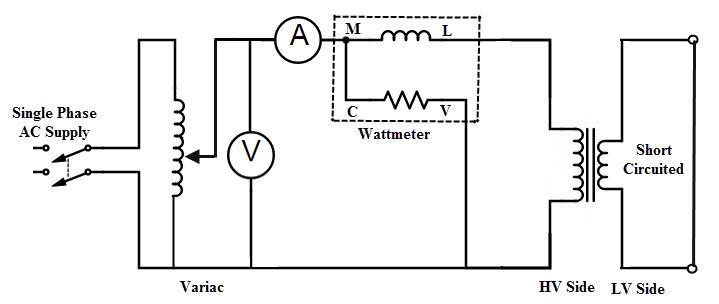 Single Phase
AC Supply
A
V
M
L
C
V
Wattmeter
Short
Circuited
Variac
HV Side
LV Side